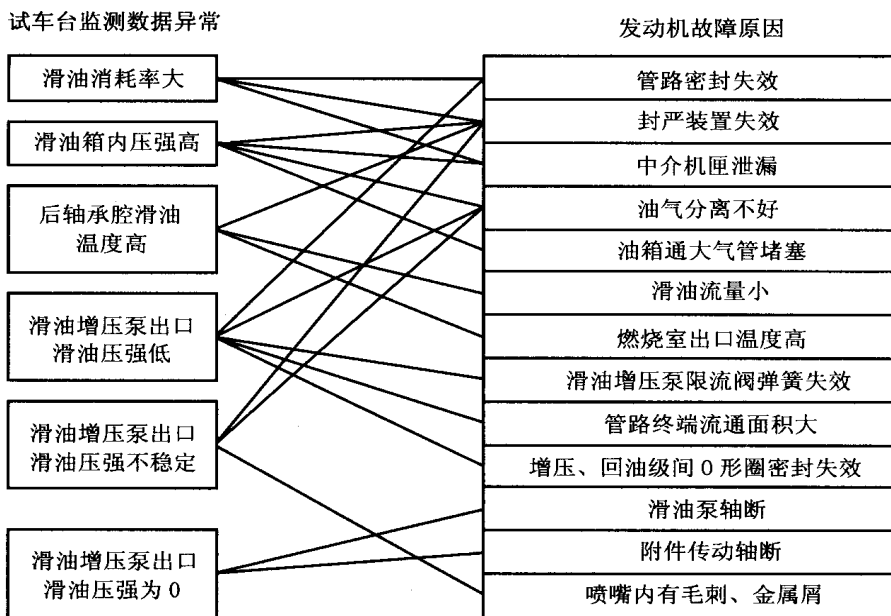 试车台监测数据异常
滑油消耗率大
滑油箱内压强高
后轴承腔滑油
温度高
滑油增压泵出口
滑油压强低
滑油增压泵出口
滑油压强不稳定
滑油增压泵出口
滑油压强为0
发动机故障原因
管路密封失效
封严装置失效
中介机匣泄漏
油气分离不好
油箱通大气管堵塞
滑油流量小
燃烧室出口温度高
滑油增压泵限流阀弹簧失效
管路终端流通面积大
增压、回油级间O形圈密封失效
滑油泵轴断
附件传动轴断
喷嘴内有毛刺、金属屑